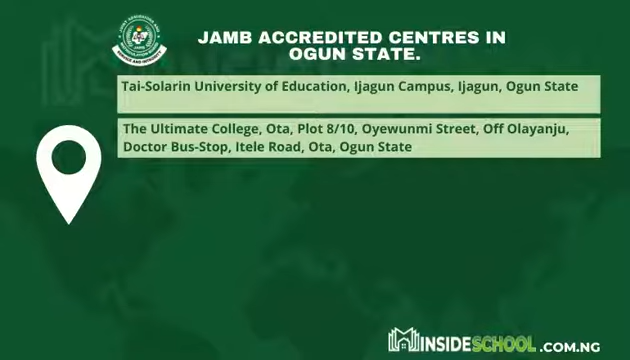 JAMB ACCREDITED CENTRES IN
OGUN STATE.
Tai-Solarin University of Education, Ijagun Campus, Ijagun, Ogun State
The Ultimate College, Ota, Plot 8/10, Oyewunmi Street, Off Olayanju,
Doctor Bus-Stop, Itele Road, Ota, Ogun State
INSIDESCHOOL.COM.NG